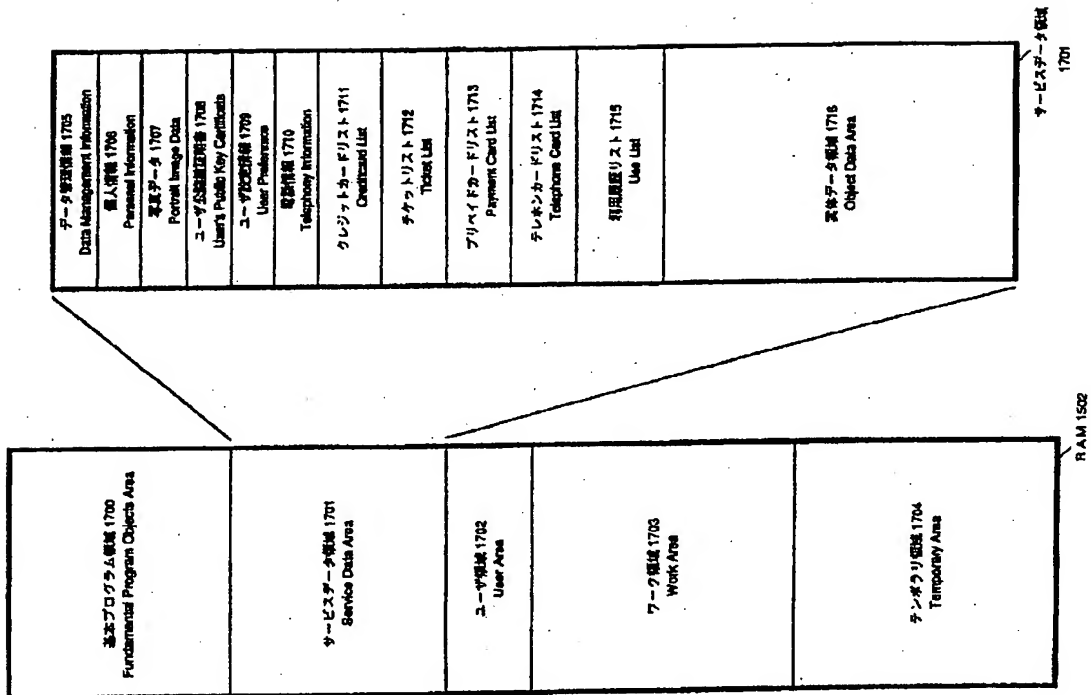 データ管理情報 1705
Data Management Information
個人情報 1706
Personal Information
写真データ 1707
Portrait Image Data
ユーザ公開鍵証明書 1708
User's Public Key Certificate
ユーザ設定情報 1709
User Preference
電話情報 1710
Telephony Information
クレジットカードリスト 1711
Creditcard List
チケットリスト 1712
Ticket List
プリペイドカードリスト 1713
Payment Card List
テレホンカードリスト 1714
Telephone Card List
利用履歴リスト 1715
Use List
実体データ領域 1716
Object Data Area
サービスデータ領域
1701
基本プログラム領域 1700
Fundamental Program Objects Area
サービスデータ領域 1701
Service Data Area
ユーザ領域 1702
User Area
ワーク領域 1703
Work Area
テンポラリ領域 1704
Temporary Area
RAM 1502